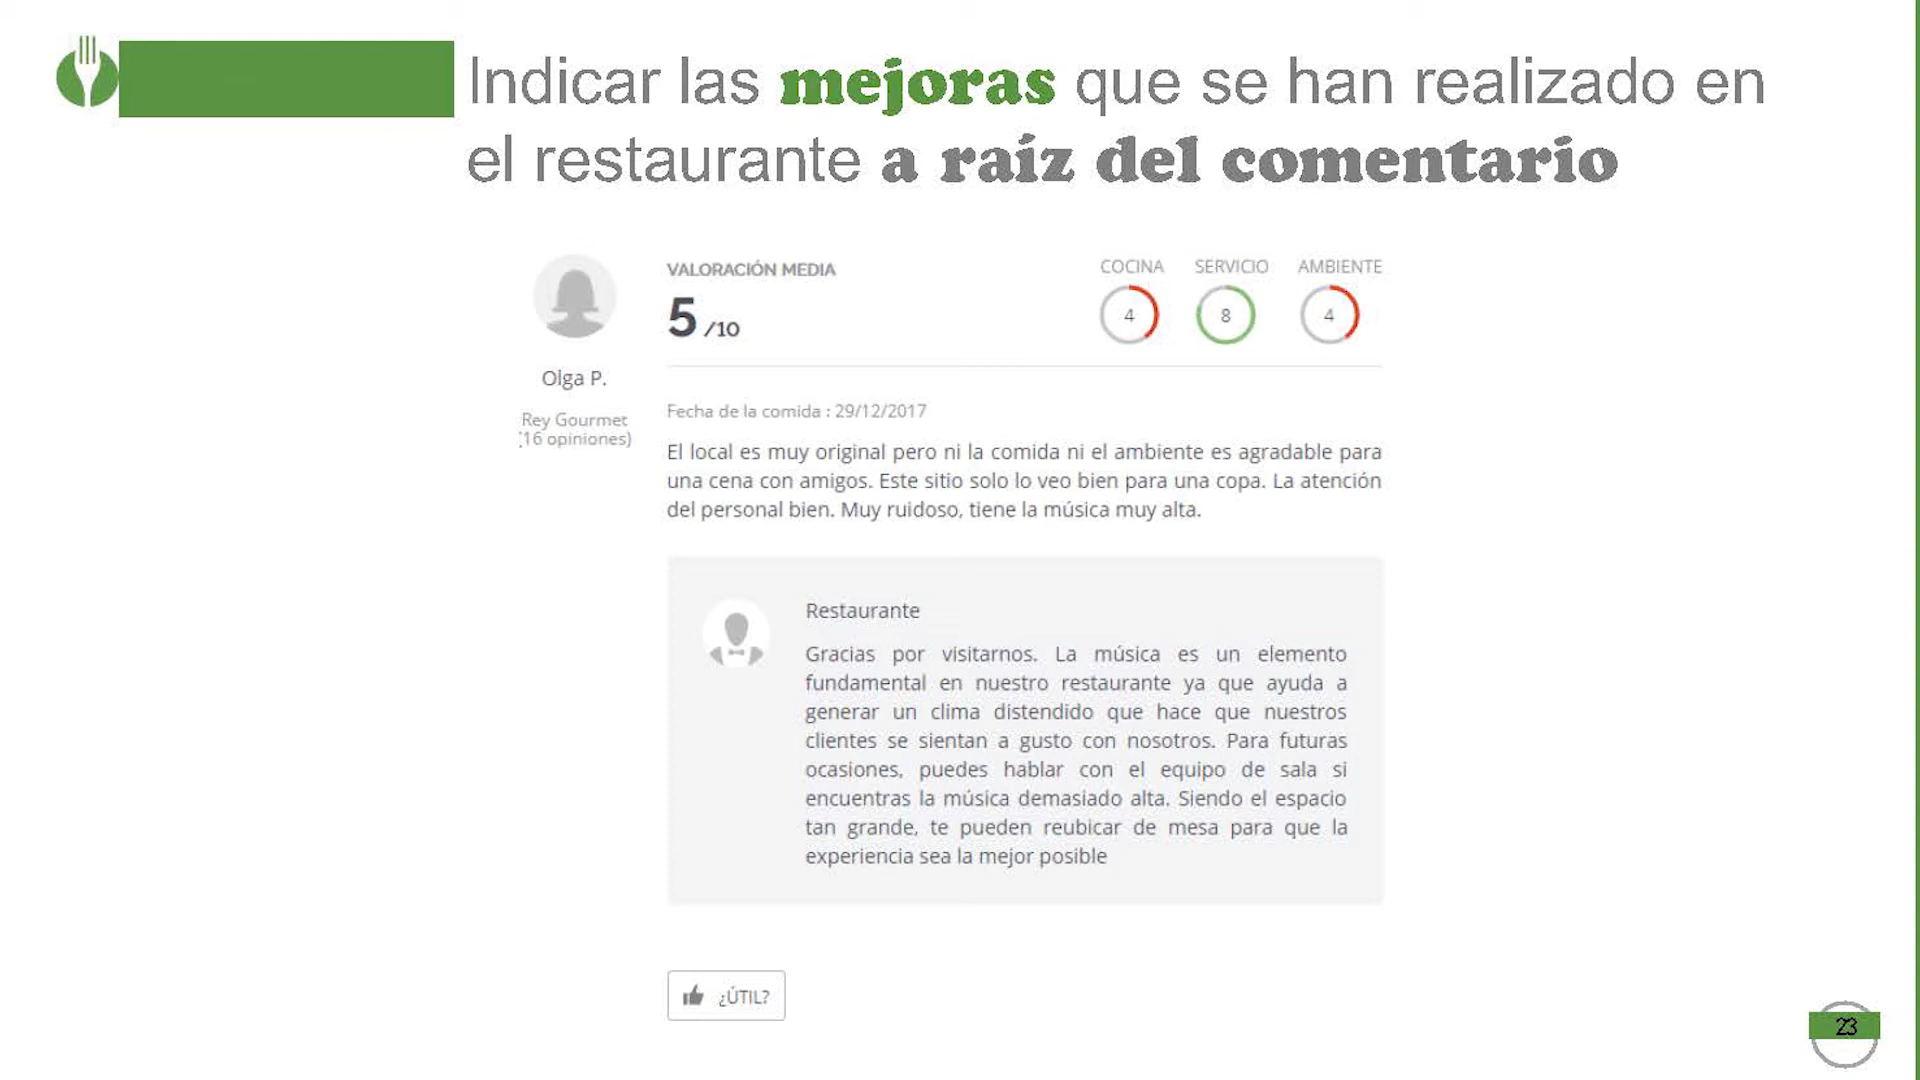 Indicar las mejoras que se han realizado en
el restaurante a raíz del comentario
VALORACIÓN MEDIA
5 /10
COCINA SERVICIO AMBIENTE
4 8 4
Olga P.
Rey Gourmet
(16 opiniones)
Fecha de la comida : 29/12/2017
El local es muy original pero ni la comida ni el ambiente es agradable para
una cena con amigos. Este sitio solo lo veo bien para una copa. La atención
del personal bien. Muy ruidoso, tiene la música muy alta.
Restaurante
Gracias por visitarnos. La música es un elemento
fundamental en nuestro restaurante ya que ayuda a
generar un clima distendido que hace que nuestros
clientes se sientan a gusto con nosotros. Para futuras
ocasiones, puedes hablar con el equipo de sala si
encuentras la música demasiado alta. Siendo el espacio
tan grande, te pueden reubicar de mesa para que la
experiencia sea la mejor posible
¿ÚTIL?
23